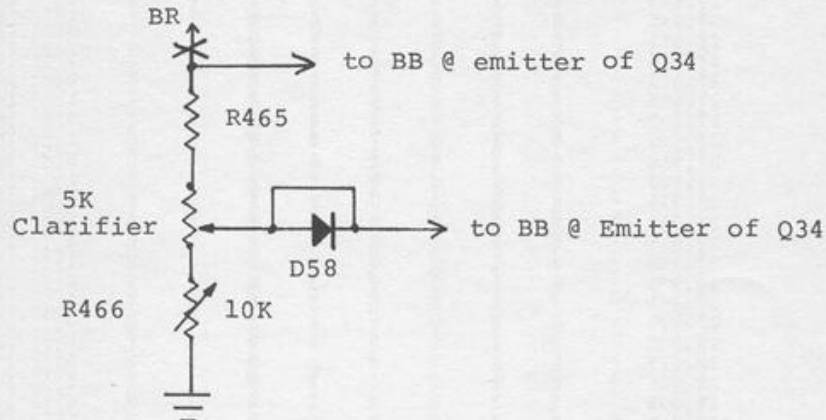 BR
to BB @ emitter of Q34
R465
5K
Clarifier
to BB @ Emitter of Q34
D58
R466
10K